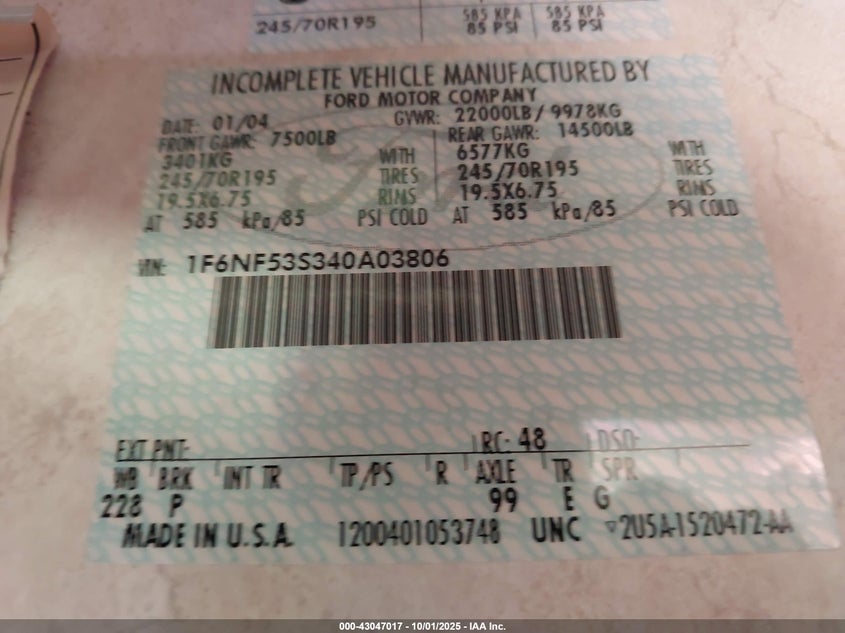 245/70R195 585 KPA 585 KPA
85 PSI 85 PSI
INCOMPLETE VEHICLE MANUFACTURED BY
FORD MOTOR COMPANY
DATE: 01/04 GVWR: 22000LB / 9978KG
FRONT GAWR: 7500LB REAR GAWR: 14500LB
3401KG WITH 6577KG WITH
245/70R195 TIRES 245/70R195 TIRES
19.5X6.75 RIMS 19.5X6.75 RIMS
AT 585 kPa/85 PSI COLD AT 585 kPa/85 PSI COLD
VIN: 1F6NF53S340A03806
EXT PNT: RC: 48 DSO:
WB BRK INT TR TP/PS R AXLE TR SPR
228 P 99 E G
MADE IN U.S.A. 1200401053748 UNC ▽2U5A-1520472-AA
000-43047017 - 10/01/2025 - IAA Inc.